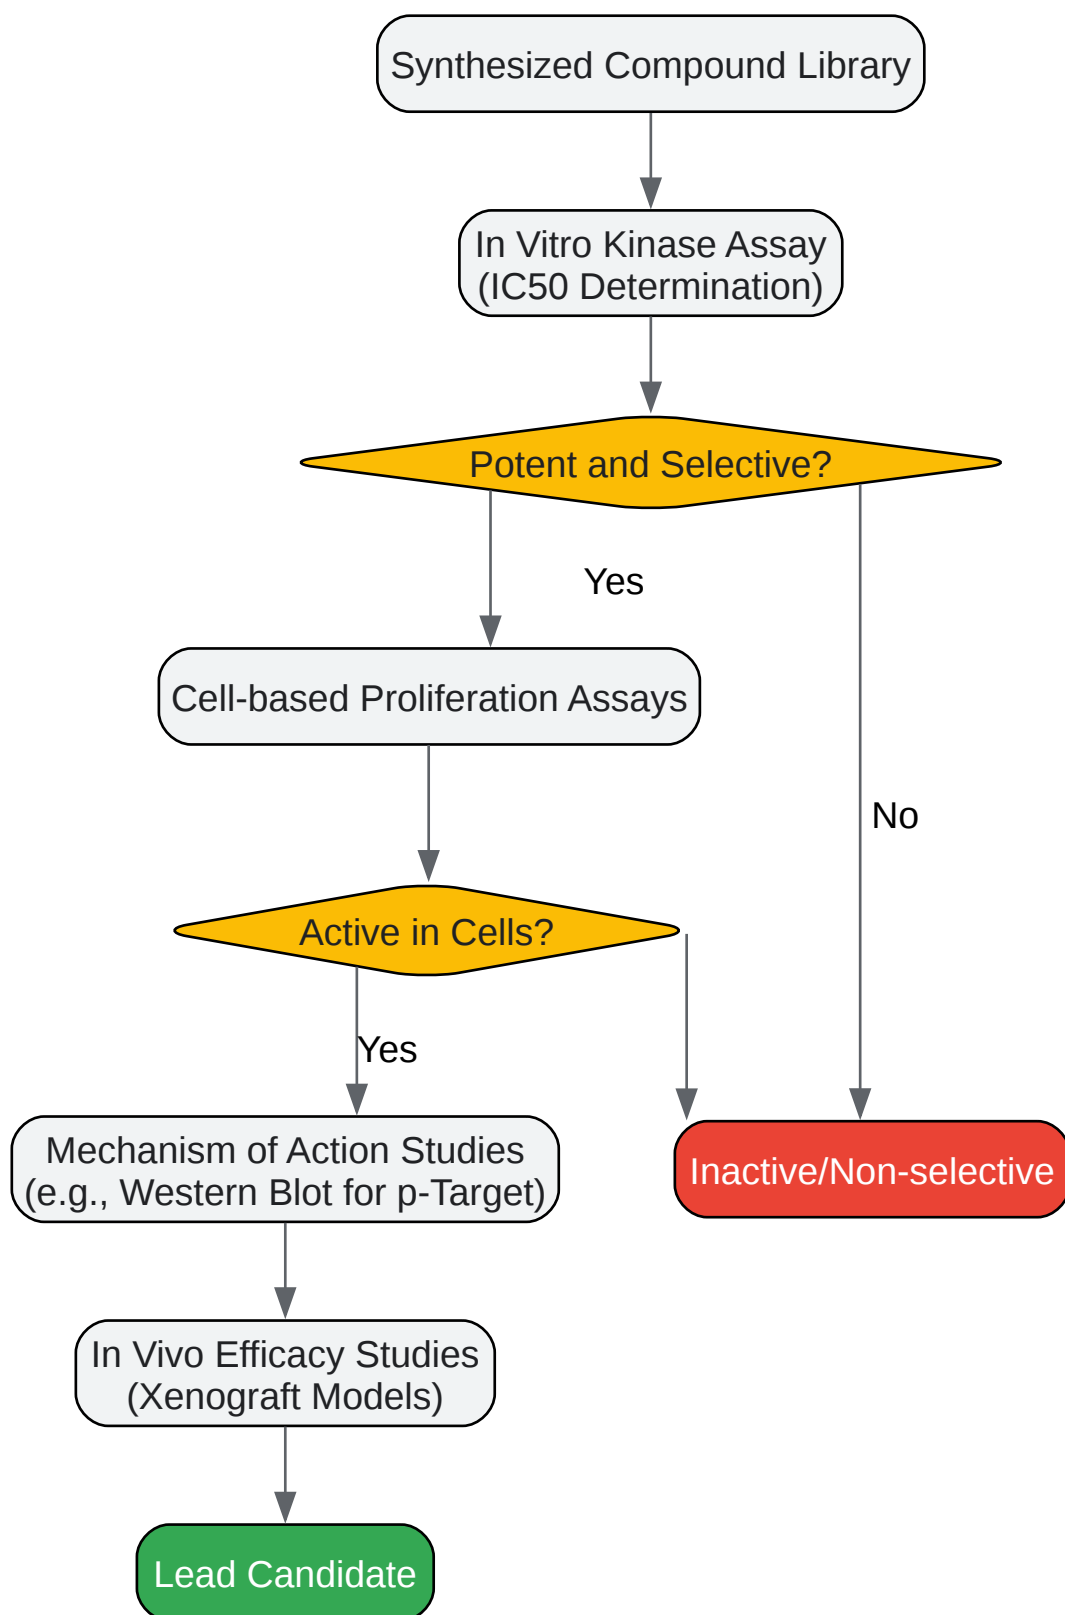 Synthesized Compound Library
In Vitro Kinase Assay
(IC50 Determination)
Potent and Selective?
Yes
Cell-based Proliferation Assays
No
Active in Cells?
Yes
Mechanism of Action Studies
(e.g., Western Blot for p-Target)
Inactive/Non-selective
In Vivo Efficacy Studies
(Xenograft Models)
Lead Candidate